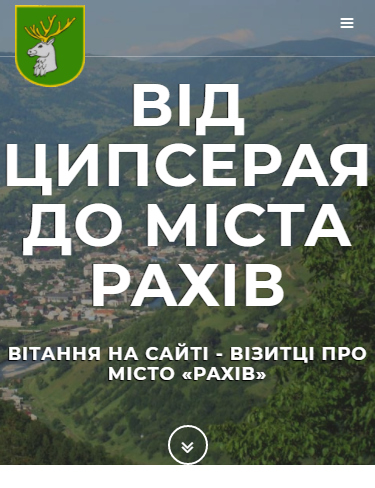 ВІД
ЦИПСЕРАЯ
ДО МІСТА
РАХІВ
ВІТАННЯ НА САЙТІ - ВІЗИТЦІ ПРО
МІСТО «РАХІВ»